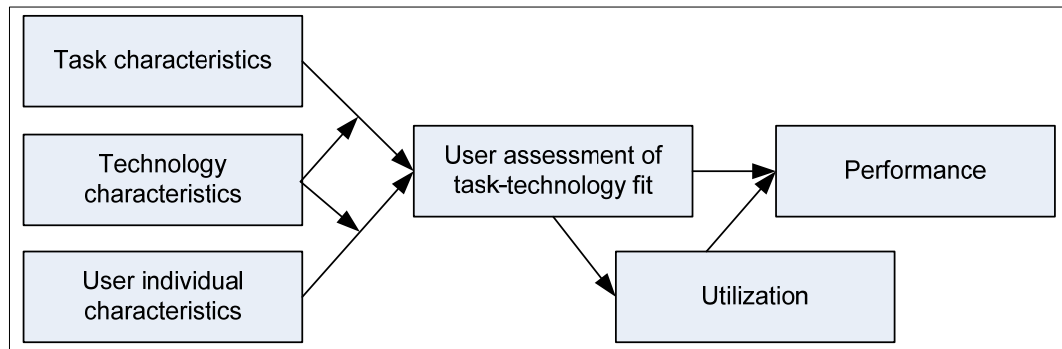 Task characteristics
Technology
characteristics
User individual
characteristics
User assessment of
task-technology fit
Performance
Utilization